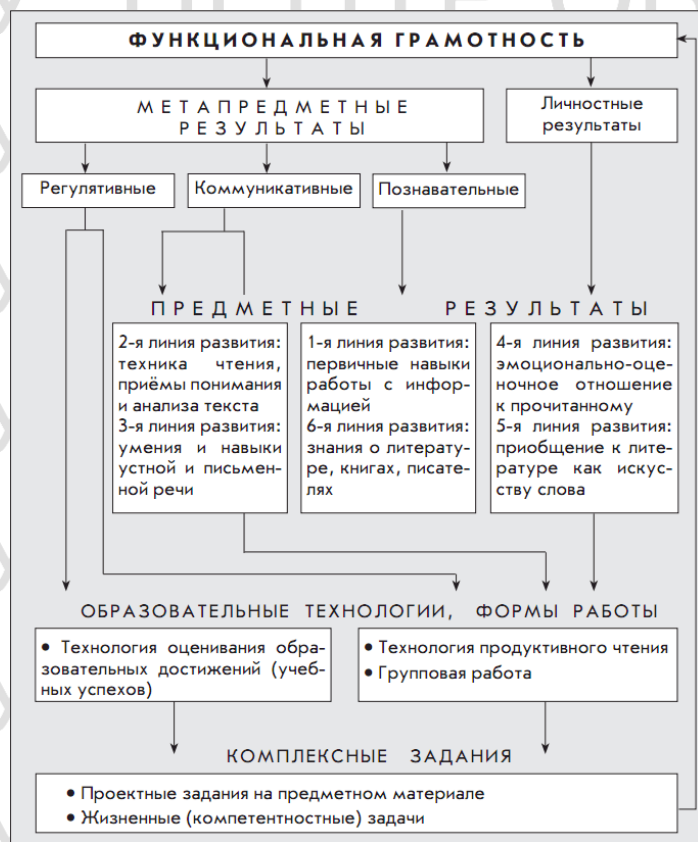 ФУНКЦИОНАЛЬНАЯ ГРАМОТНОСТЬ
МЕТАПРЕДМЕТНЫЕ
РЕЗУЛЬТАТЫ
Личностные
результаты
Регулятивные
Коммуникативные
Познавательные
ПРЕДМЕТНЫЕ РЕЗУЛЬТАТЫ
2-я линия развития:
техника чтения,
приёмы понимания
и анализа текста
3-я линия развития:
умения и навыки
устной и письмен-
ной речи
1-я линия развития:
первичные навыки
работы с инфор-
мацией
6-я линия развития:
знания о литерату-
ре, книгах, писате-
лях
4-я линия развития:
эмоционально-оце-
ночное отношение
к прочитанному
5-я линия развития:
приобщение к лите-
ратуре как искус-
ству слова
ОБРАЗОВАТЕЛЬНЫЕ ТЕХНОЛОГИИ, ФОРМЫ РАБОТЫ
• Технология оценивания обра-
зовательных достижений (учеб-
ных успехов)
• Технология продуктивного чтения
• Групповая работа
КОМПЛЕКСНЫЕ ЗАДАНИЯ
• Проектные задания на предметном материале
• Жизненные (компетентностные) задачи